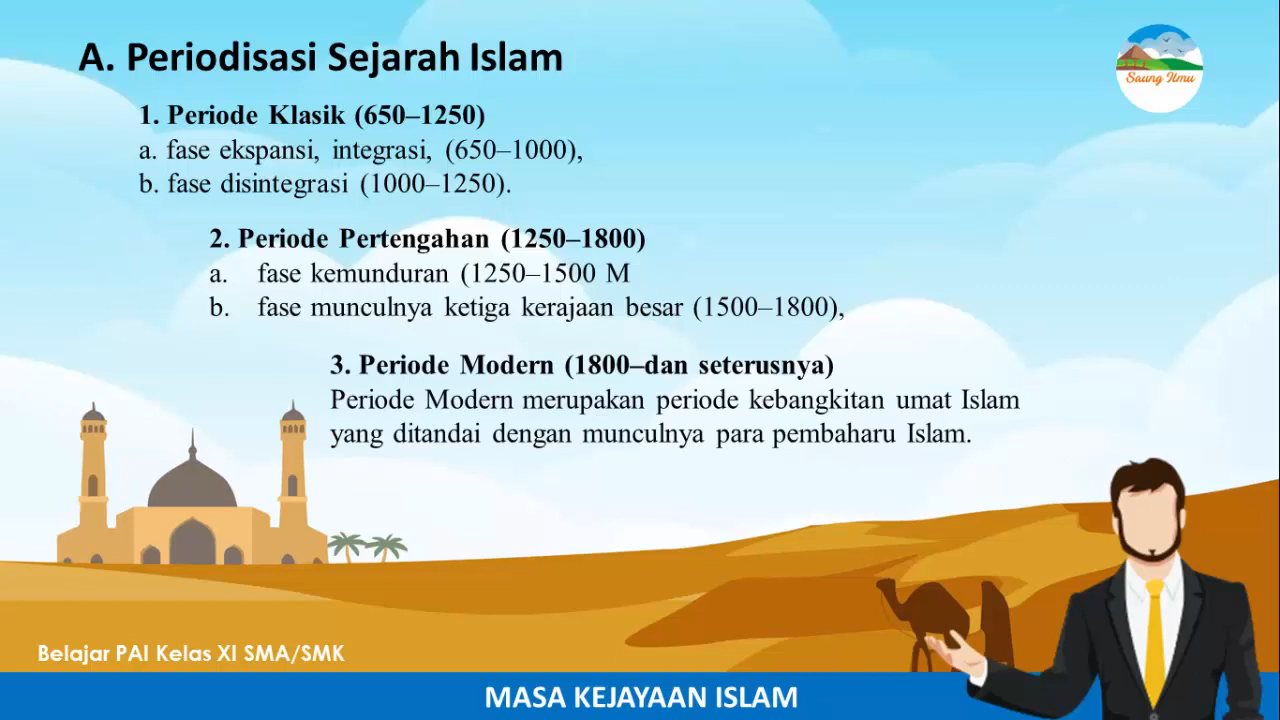 A. Periodisasi Sejarah Islam
Saung Ilmu
1. Periode Klasik (650–1250)
a. fase ekspansi, integrasi, (650–1000),
b. fase disintegrasi (1000–1250).
2. Periode Pertengahan (1250–1800)
a. fase kemunduran (1250–1500 M
b. fase munculnya ketiga kerajaan besar (1500–1800),
3. Periode Modern (1800–dan seterusnya)
Periode Modern merupakan periode kebangkitan umat Islam
yang ditandai dengan munculnya para pembaharu Islam.
Belajar PAI Kelas XI SMA/SMK
MASA KEJAYAAN ISLAM